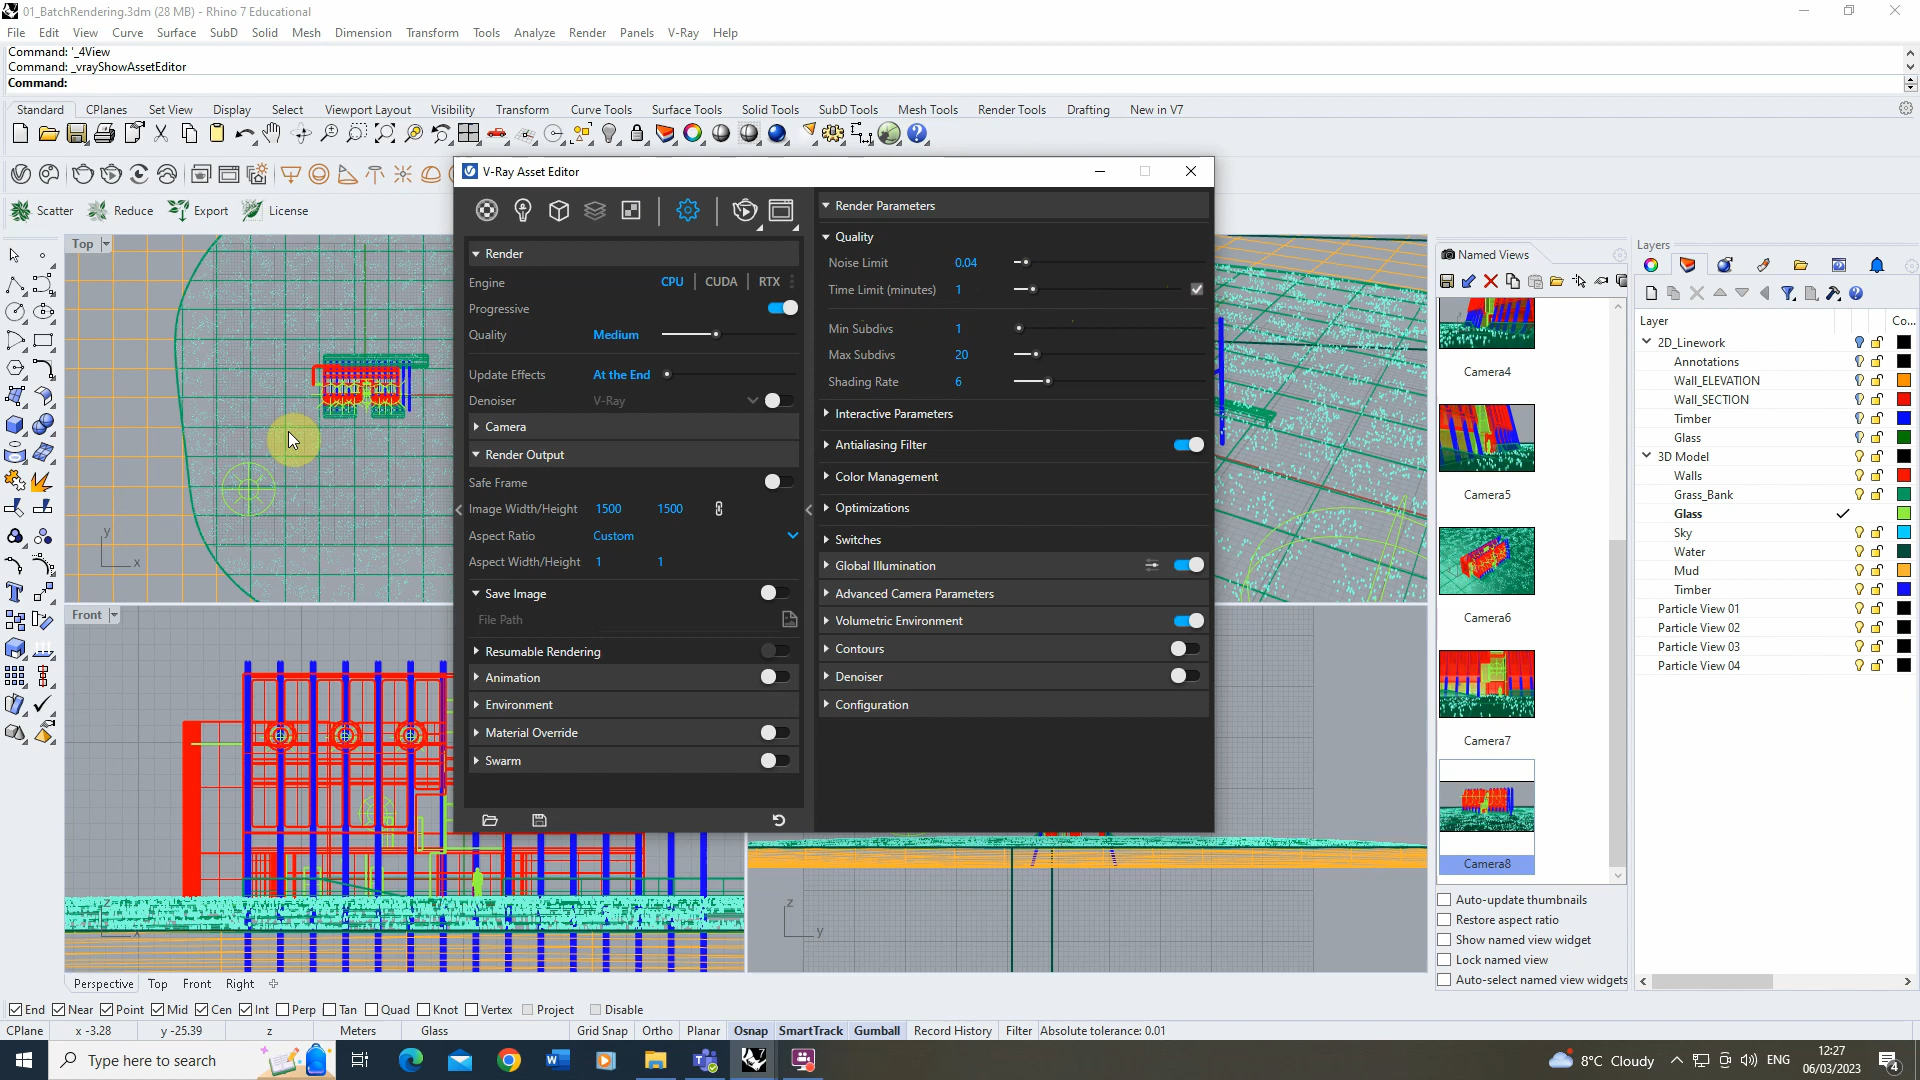 01_BatchRendering.3dm (28 MB) - Rhino 7 Educational
File Edit View Curve Surface SubD Solid Mesh Dimension Transform Tools Analyze Render Panels V-Ray Help
Command: '_4View
Command: _vrayShowAssetEditor
Command:
Standard CPlanes Set View Display Select Viewport Layout Visibility Transform Curve Tools Surface Tools Solid Tools SubD Tools Mesh Tools Render Tools Drafting New in V7
Scatter Reduce Export License
V-Ray Asset Editor
Top
Render
Engine CPU CUDA RTX
Progressive
Quality Medium
Update Effects At the End
Denoiser V-Ray
Camera
Render Output
Safe Frame
Image Width/Height 1500 1500
Aspect Ratio Custom
Aspect Width/Height 1 1
Save Image
File Path
Resumable Rendering
Animation
Environment
Material Override
Swarm
Render Parameters
Quality
Noise Limit 0.04
Time Limit (minutes) 1
Min Subdivs 1
Max Subdivs 20
Shading Rate 6
Interactive Parameters
Antialiasing Filter
Color Management
Optimizations
Switches
Global Illumination
Advanced Camera Parameters
Volumetric Environment
Contours
Denoiser
Configuration
y
x
Front
z
x
z
y
Named Views
Camera4
Camera5
Camera6
Camera7
Camera8
Auto-update thumbnails
Restore aspect ratio
Show named view widget
Lock named view
Auto-select named view widgets
Layers
Layer Co...
2D_Linework
Annotations
Wall_ELEVATION
Wall_SECTION
Timber
Glass
3D Model
Walls
Grass_Bank
Glass
Sky
Water
Mud
Timber
Particle View 01
Particle View 02
Particle View 03
Particle View 04
Perspective Top Front Right
End Near Point Mid Cen Int Perp Tan Quad Knot Vertex Project Disable
CPlane x -3.28 y -25.39 z Meters Glass Grid Snap Ortho Planar Osnap SmartTrack Gumball Record History Filter Absolute tolerance: 0.01
Type here to search
8°C Cloudy
ENG
12:27
06/03/2023
4